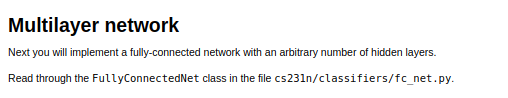 Multilayer network
Next you will implement a fully-connected network with an arbitrary number of hidden layers.
Read through the FullyConnectedNet class in the file cs231n/classifiers/fc_net.py.